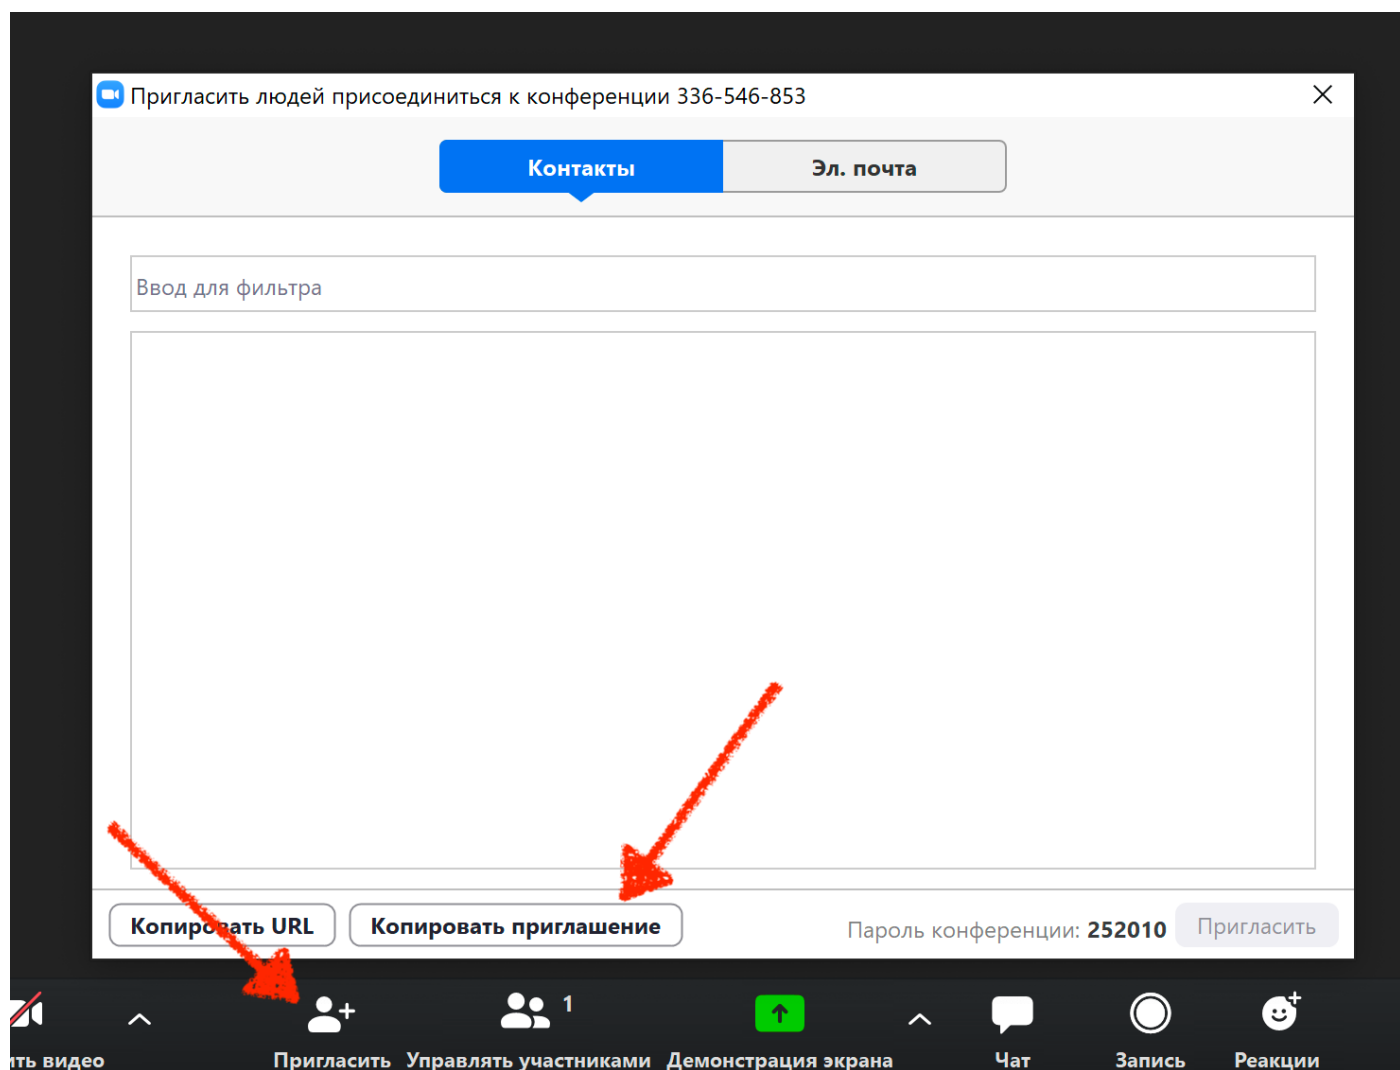 Пригласить людей присоединиться к конференции 336-546-853
Контакты
Эл. почта
Ввод для фильтра
Копировать URL
Копировать приглашение
Пароль конференции: 252010
Пригласить
1
ить видео
Пригласить
Управлять участниками
Демонстрация экрана
Чат
Запись
Реакции